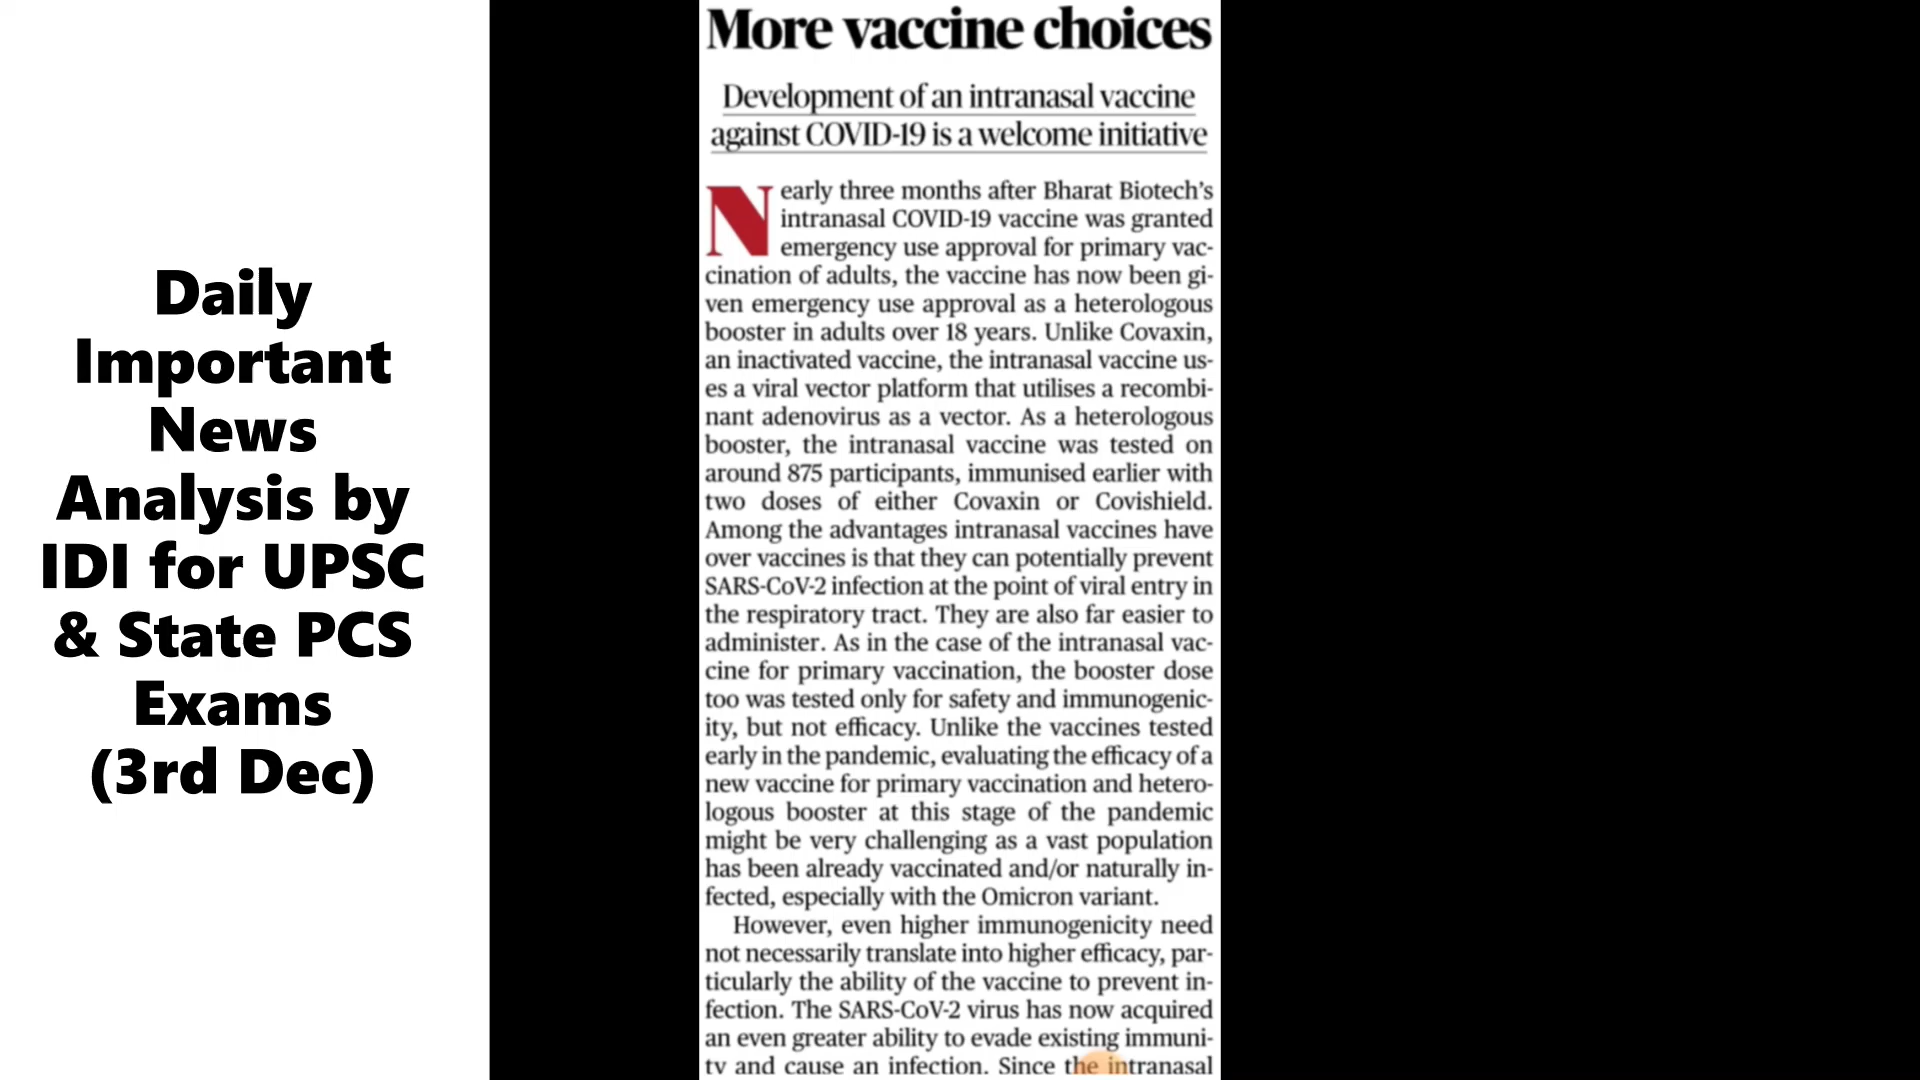 Daily
Important
News
Analysis by
IDI for UPSC
& State PCS
Exams
(3rd Dec)
More vaccine choices
Development of an intranasal vaccine
against COVID-19 is a welcome initiative
Nearly three months after Bharat Biotech’s
intranasal COVID-19 vaccine was granted
emergency use approval for primary vac-
cination of adults, the vaccine has now been gi-
ven emergency use approval as a heterologous
booster in adults over 18 years. Unlike Covaxin,
an inactivated vaccine, the intranasal vaccine us-
es a viral vector platform that utilises a recombi-
nant adenovirus as a vector. As a heterologous
booster, the intranasal vaccine was tested on
around 875 participants, immunised earlier with
two doses of either Covaxin or Covishield.
Among the advantages intranasal vaccines have
over vaccines is that they can potentially prevent
SARS-CoV-2 infection at the point of viral entry in
the respiratory tract. They are also far easier to
administer. As in the case of the intranasal vac-
cine for primary vaccination, the booster dose
too was tested only for safety and immunogenic-
ity, but not efficacy. Unlike the vaccines tested
early in the pandemic, evaluating the efficacy of a
new vaccine for primary vaccination and hetero-
logous booster at this stage of the pandemic
might be very challenging as a vast population
has been already vaccinated and/or naturally in-
fected, especially with the Omicron variant.
However, even higher immunogenicity need
not necessarily translate into higher efficacy, par-
ticularly the ability of the vaccine to prevent in-
fection. The SARS-CoV-2 virus has now acquired
an even greater ability to evade existing immuni-
ty and cause an infection. Since the intranasal